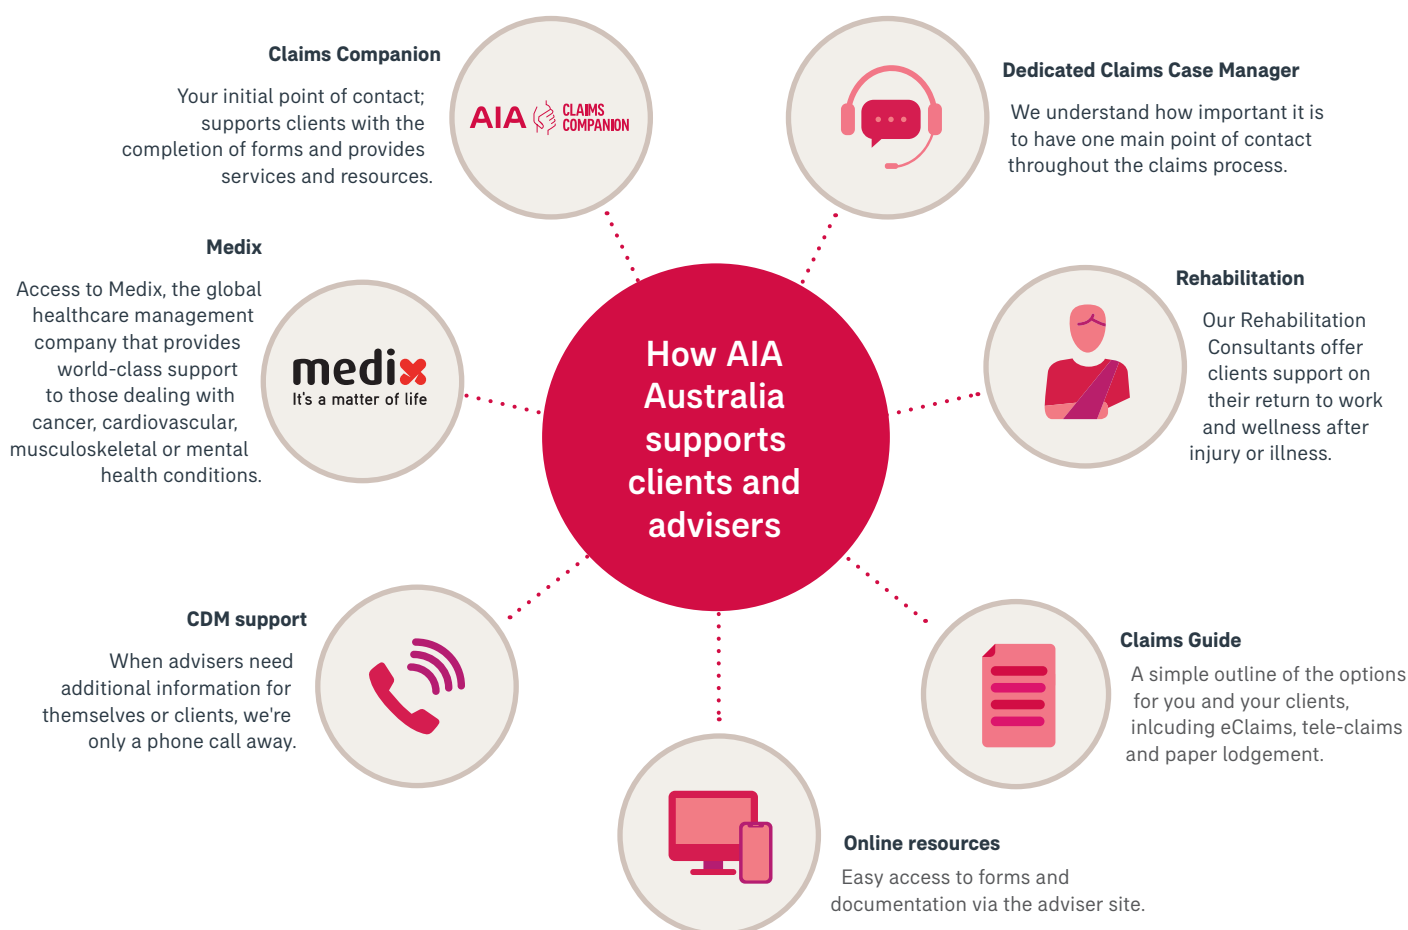 Claims Companion
Your initial point of contact;
supports clients with the
completion of forms and provides
services and resources.
AIA CLAIMS
COMPANION
Dedicated Claims Case Manager
We understand how important it is
to have one main point of contact
throughout the claims process.
Medix
Access to Medix, the global
healthcare management
company that provides
world-class support
to those dealing with
cancer, cardiovascular,
musculoskeletal or mental
health conditions.
medix
It's a matter of life
How AIA
Australia
supports
clients and
advisers
Rehabilitation
Our Rehabilitation
Consultants offer
clients support on
their return to work
and wellness after
injury or illness.
CDM support
When advisers need
additional information for
themselves or clients, we're
only a phone call away.
Claims Guide
A simple outline of the options
for you and your clients,
inlcuding eClaims, tele-claims
and paper lodgement.
Online resources
Easy access to forms and
documentation via the adviser site.